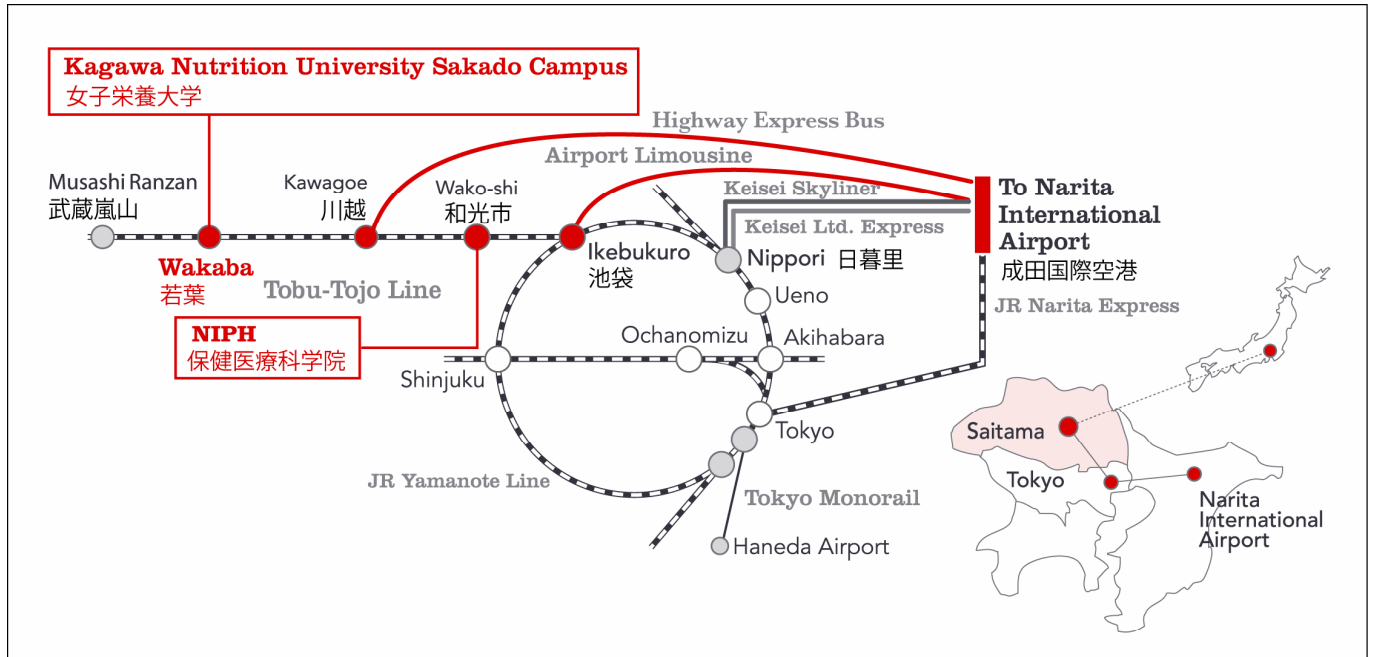 Kagawa Nutrition University Sakado Campus
女子栄養大学
Highway Express Bus
Airport Limousine
Musashi Ranzan
武蔵嵐山
Kawagoe
川越
Wako-shi
和光市
Keisei Skyliner
Keisei Ltd. Express
To Narita
International
Airport
成田国際空港
Wakaba
若葉
Tobu-Tojo Line
Ikebukuro
池袋
Nippori 日暮里
Ueno
JR Narita Express
NIPH
保健医療科学院
Ochanomizu
Akihabara
Shinjuku
Tokyo
JR Yamanote Line
Tokyo Monorail
Haneda Airport
Saitama
Tokyo
Narita
International
Airport